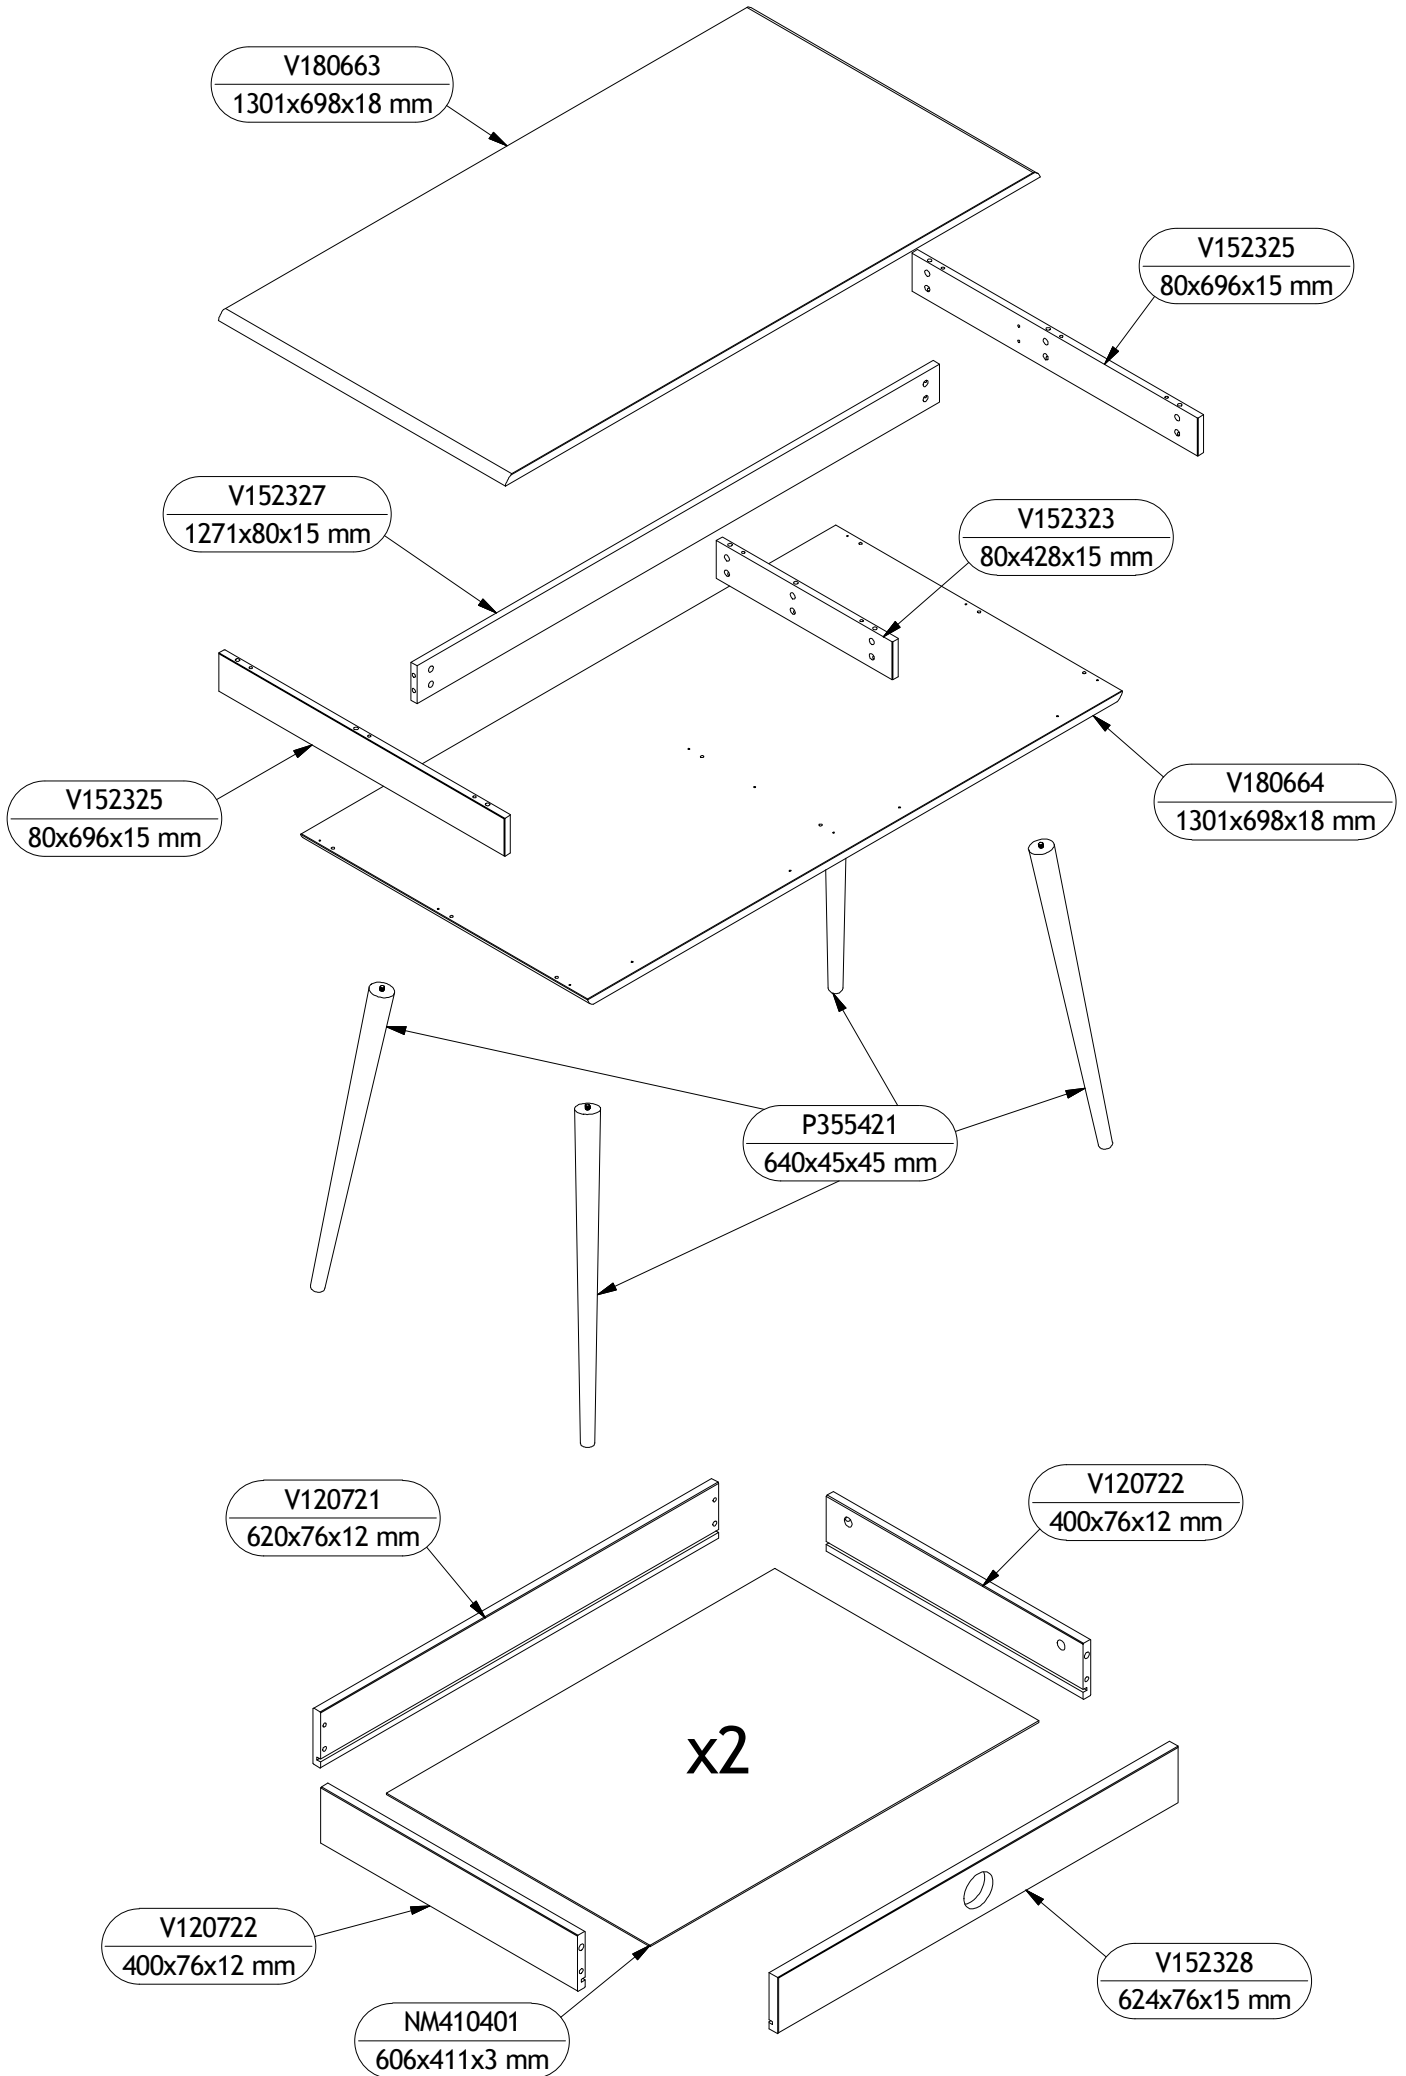 V180663
1301x698x18 mm
V152325
80x696x15 mm
V152327
1271x80x15 mm
V152323
80x428x15 mm
V152325
80x696x15 mm
V180664
1301x698x18 mm
P355421
640x45x45 mm
V120721
620x76x12 mm
V120722
400x76x12 mm
x2
V120722
400x76x12 mm
V152328
624x76x15 mm
NM410401
606x411x3 mm